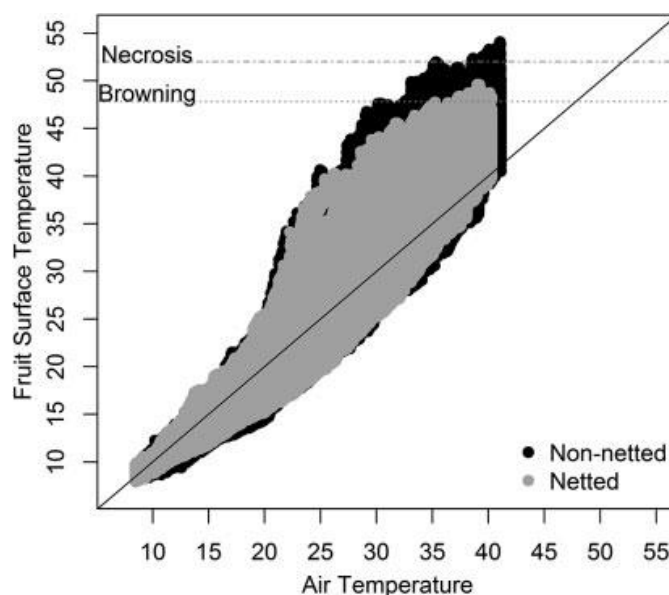 55
Necrosis
50
Browning
45
40
35
30
25
20
15
10
Fruit Surface Temperature
Non-netted
Netted
10 15 20 25 30 35 40 45 50 55
Air Temperature